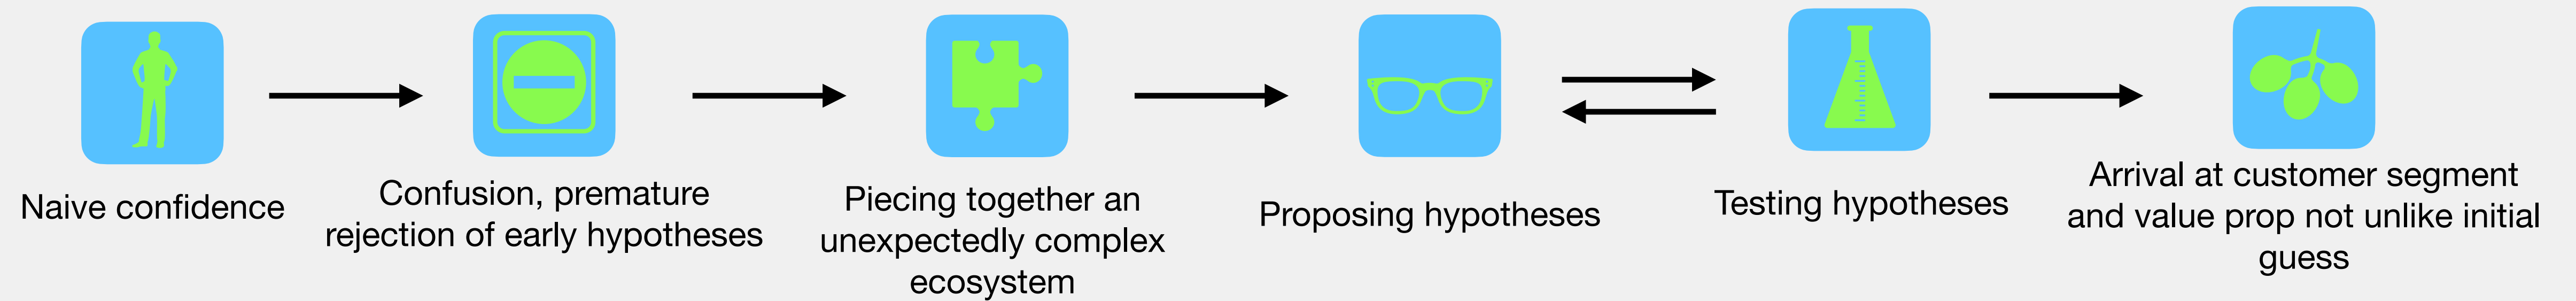 Naive confidence
Confusion, premature
rejection of early hypotheses
Piecing together an
unexpectedly complex
ecosystem
Proposing hypotheses
Testing hypotheses
Arrival at customer segment
and value prop not unlike initial
guess